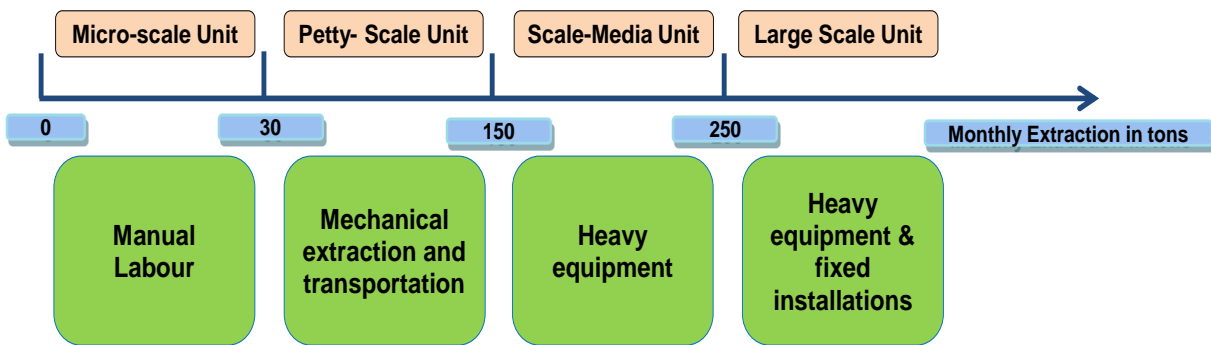 Micro-scale Unit
Petty- Scale Unit
Scale-Media Unit
Large Scale Unit
0
30
150
250
Monthly Extraction in tons
Manual
Labour
Mechanical
extraction and
transportation
Heavy
equipment
Heavy
equipment &
fixed
installations